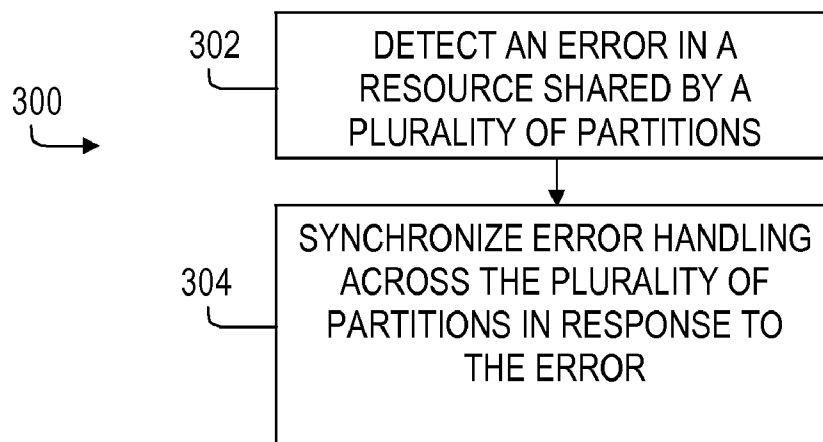 302
DETECT AN ERROR IN A
RESOURCE SHARED BY A
PLURALITY OF PARTITIONS
300
SYNCHRONIZE ERROR HANDLING
ACROSS THE PLURALITY OF
PARTITIONS IN RESPONSE TO
THE ERROR
304